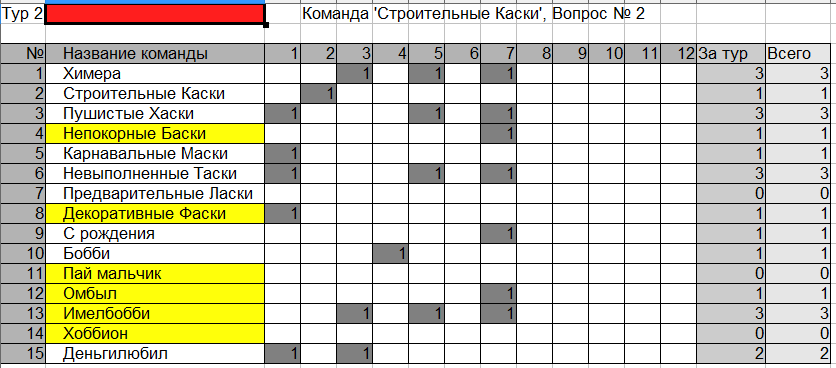 Тур 2 Команда 'Строительные Каски', Вопрос № 2
№ Название команды 1 2 3 4 5 6 7 8 9 10 11 12 За тур Всего
1 Химера 1 1 1 3 3
2 Строительные Каски 1 1 1
3 Пушистые Хаски 1 1 1 3 3
4 Непокорные Баски 1 1 1
5 Карнавальные Маски 1 1 1
6 Невыполненные Таски 1 1 1 3 3
7 Предварительные Ласки 0 0
8 Декоративные Фаски 1 1 1
9 С рождения 1 1 1
10 Бобби 1 1 1
11 Пай мальчик 0 0
12 Омбыл 1 1 1
13 Имелбобби 1 1 1 3 3
14 Хоббион 0 0
15 Деньгилюбил 1 1 2 2